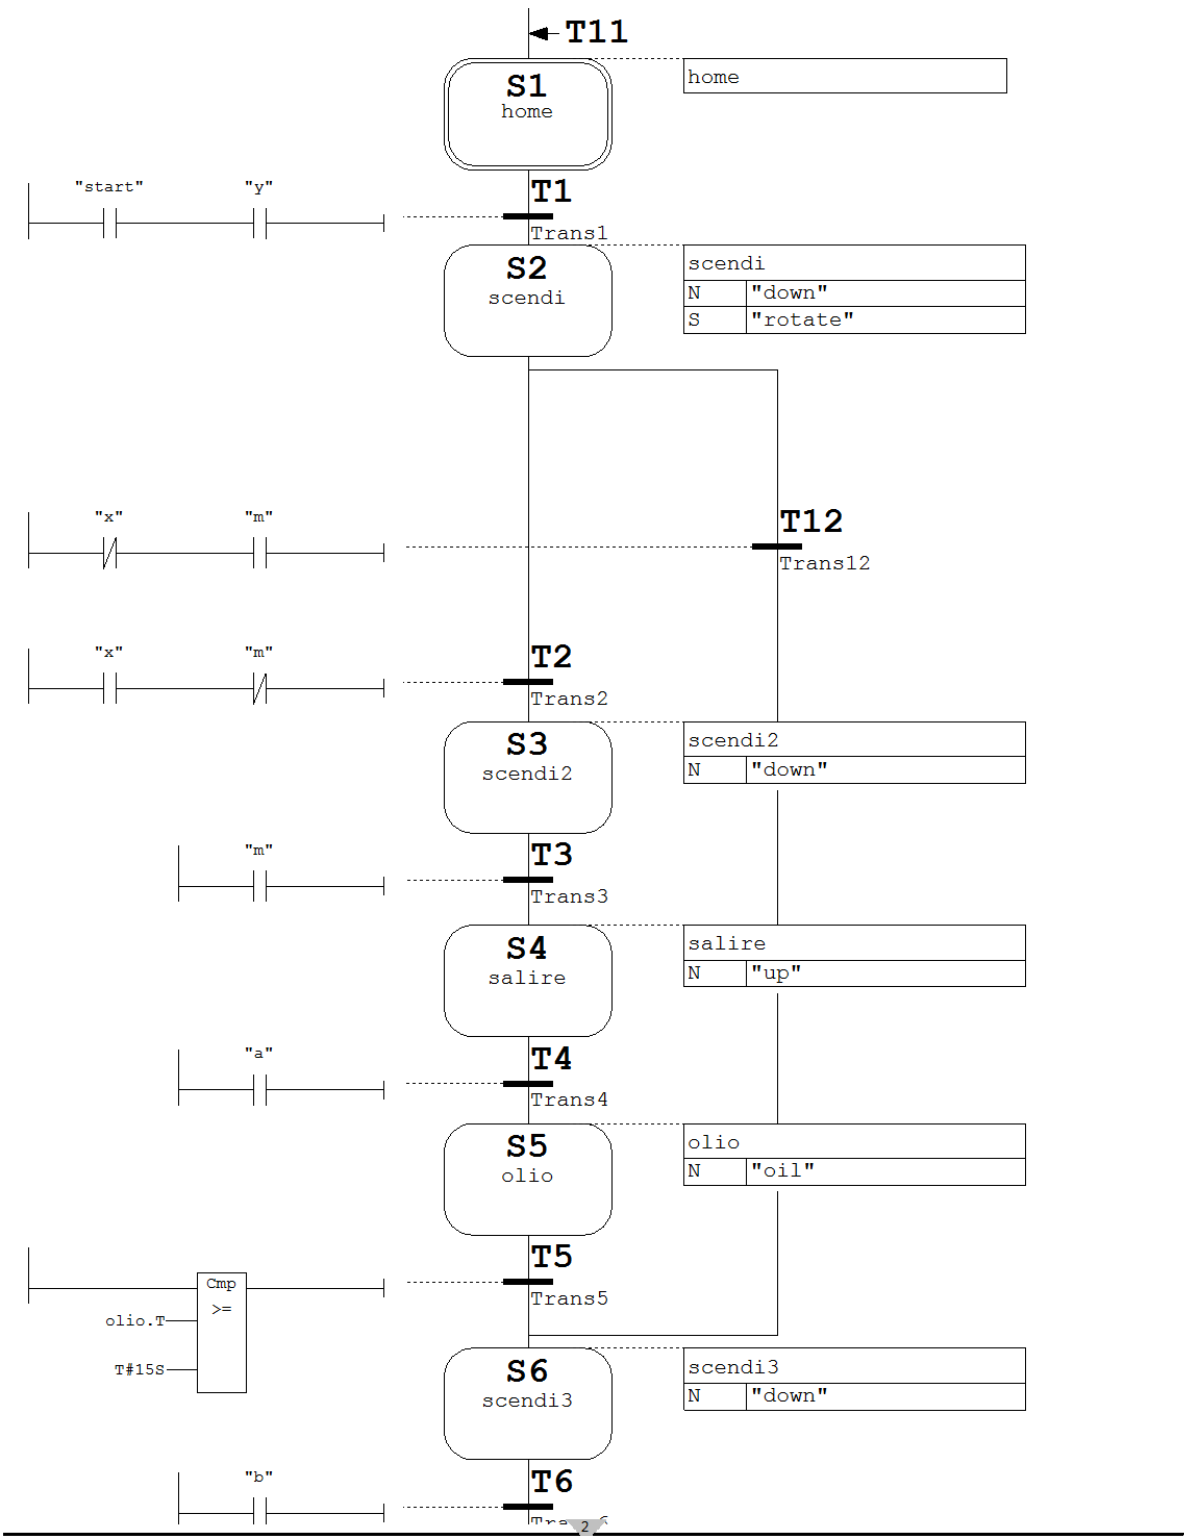 T11
S1
home
home
"start" "y"
T1
Trans1
S2
scendi
scendi
N "down"
S "rotate"
"x" "m"
T12
Trans12
"x" "m"
T2
Trans2
S3
scendi2
scendi2
N "down"
"m"
T3
Trans3
S4
salire
salire
N "up"
"a"
T4
Trans4
S5
olio
olio
N "oil"
T5
Trans5
Cmp
>=
olio.T
T#15S
S6
scendi3
scendi3
N "down"
"b"
T6
2